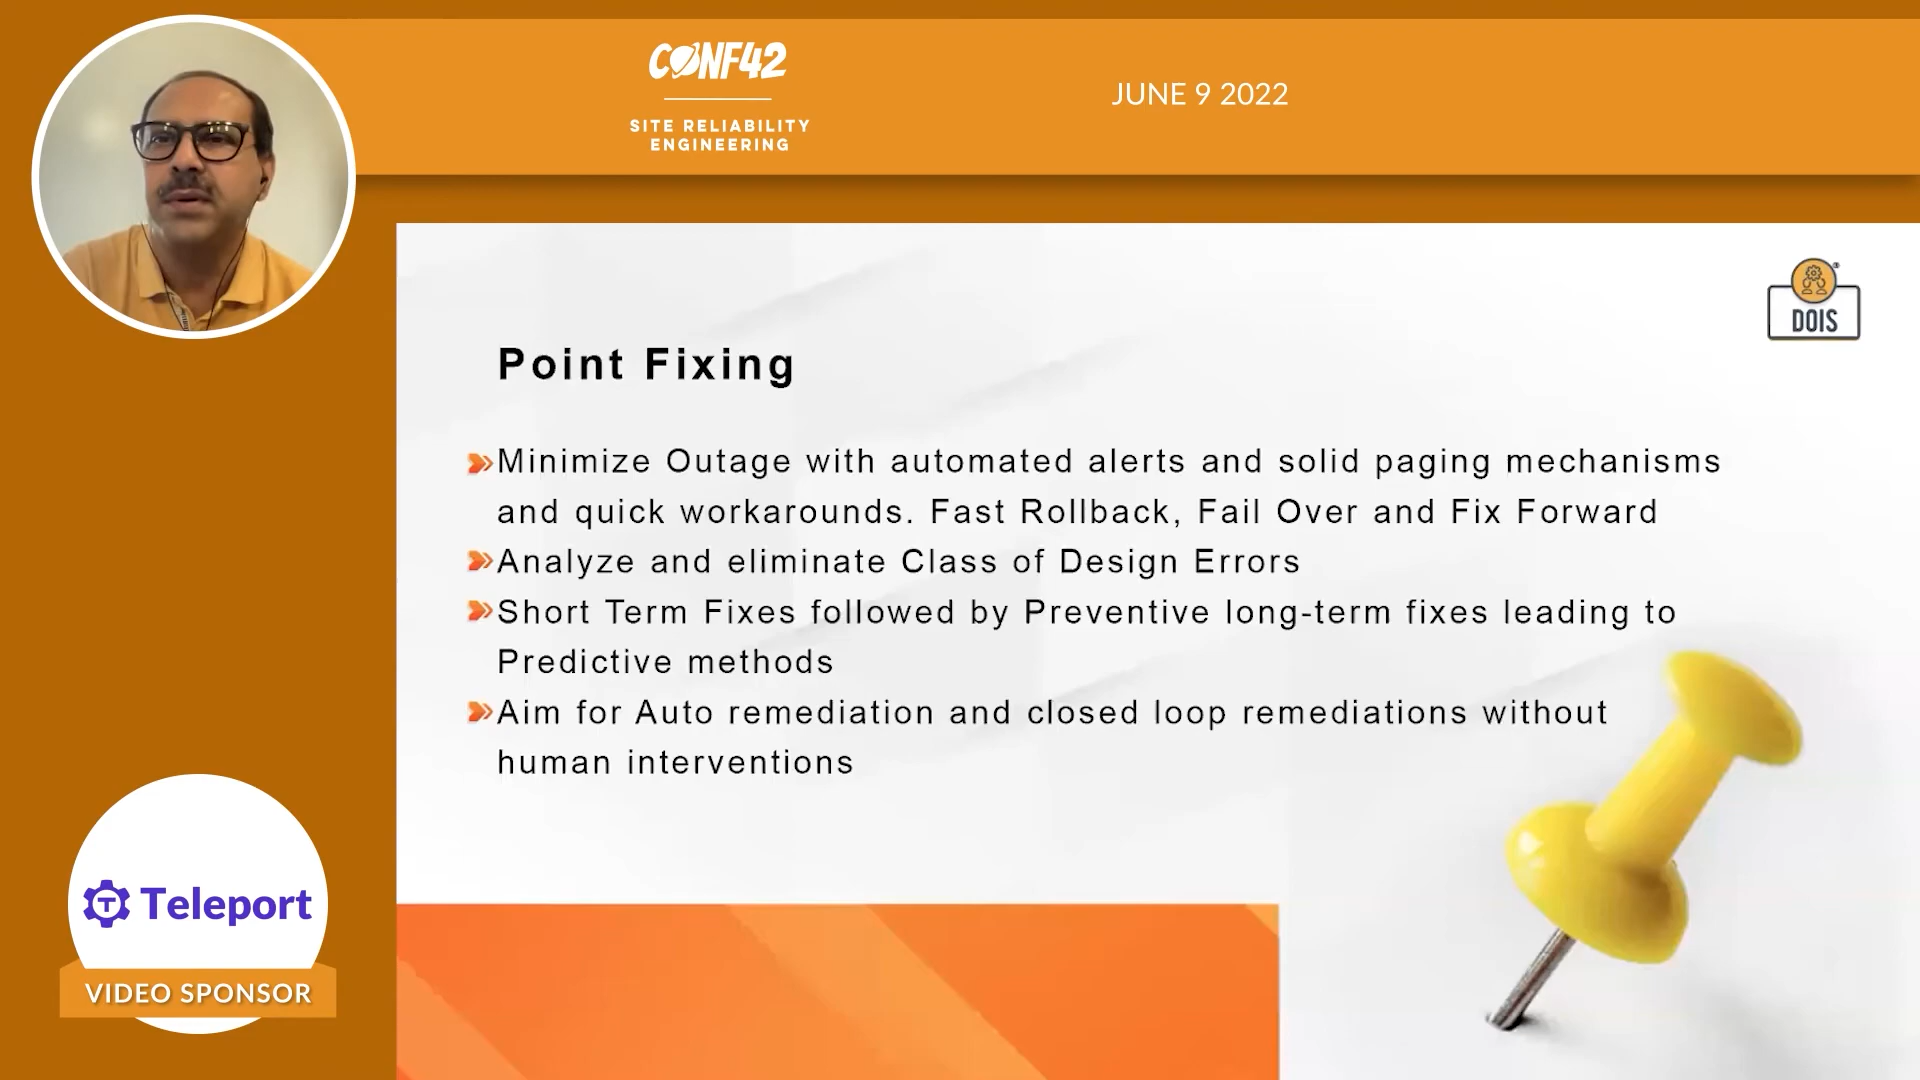 CONF42
SITE RELIABILITY
ENGINEERING
JUNE 9 2022
DOIS
Point Fixing
Minimize Outage with automated alerts and solid paging mechanisms
and quick workarounds. Fast Rollback, Fail Over and Fix Forward
Analyze and eliminate Class of Design Errors
Short Term Fixes followed by Preventive long-term fixes leading to
Predictive methods
Aim for Auto remediation and closed loop remediations without
human interventions
Teleport
VIDEO SPONSOR